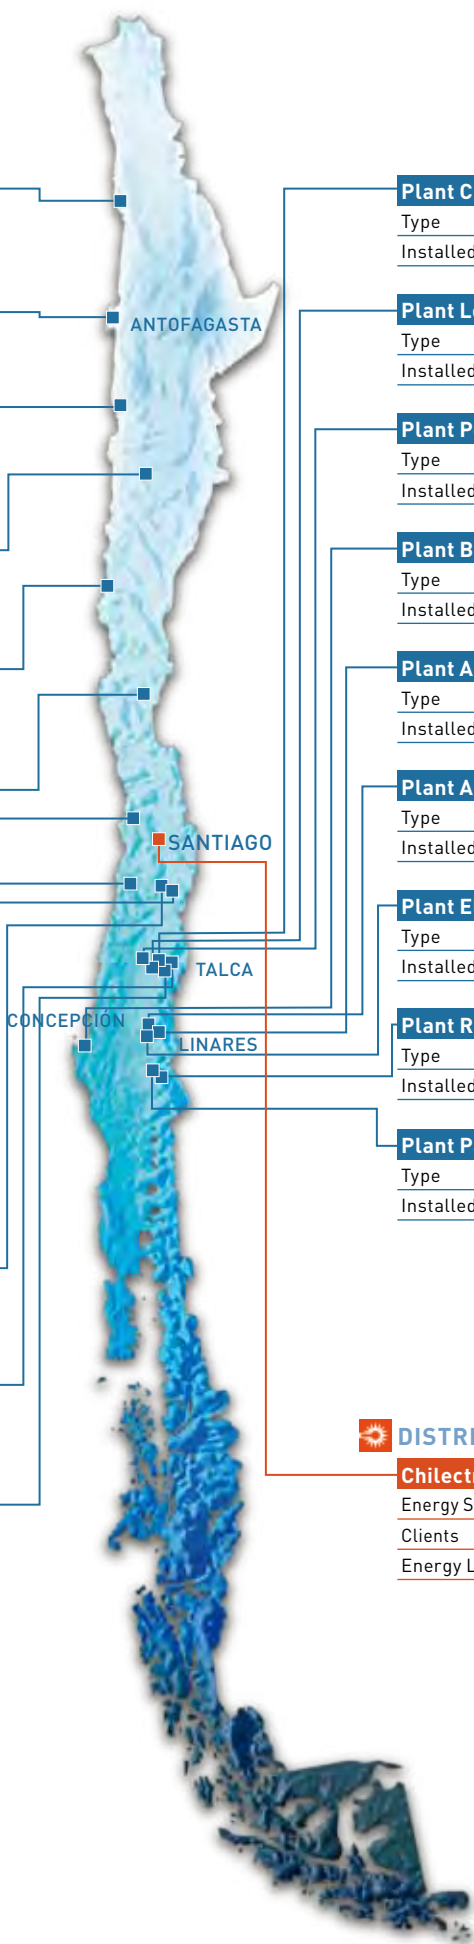 ANTOFAGASTA
SANTIAGO
TALCA
CONCEPCIÓN
LINARES
Plant C
Type
Installed
Plant L
Type
Installed
Plant P
Type
Installed
Plant B
Type
Installed
Plant A
Type
Installed
Plant A
Type
Installed
Plant E
Type
Installed
Plant R
Type
Installed
Plant P
Type
Installed
DISTR
Chilect
Energy S
Clients
Energy L